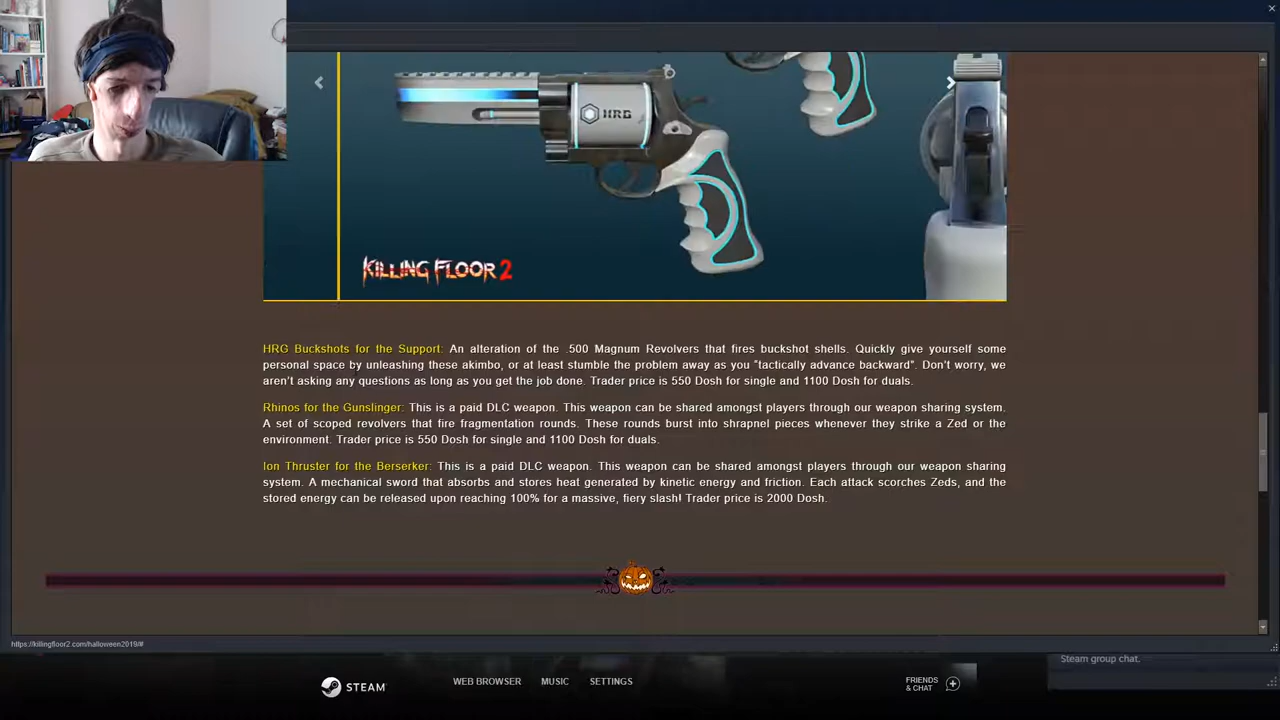 HRG
KILLING FLOOR 2
HRG Buckshots for the Support: An alteration of the .500 Magnum Revolvers that fires buckshot shells. Quickly give yourself some
personal space by unleashing these akimbo, or at least stumble the problem away as you "tactically advance backward". Don't worry, we
aren't asking any questions as long as you get the job done. Trader price is 550 Dosh for single and 1100 Dosh for duals.
Rhinos for the Gunslinger: This is a paid DLC weapon. This weapon can be shared amongst players through our weapon sharing system.
A set of scoped revolvers that fire fragmentation rounds. These rounds burst into shrapnel pieces whenever they strike a Zed or the
environment. Trader price is 550 Dosh for single and 1100 Dosh for duals.
Ion Thruster for the Berserker: This is a paid DLC weapon. This weapon can be shared amongst players through our weapon sharing
system. A mechanical sword that absorbs and stores heat generated by kinetic energy and friction. Each attack scorches Zeds, and the
stored energy can be released upon reaching 100% for a massive, fiery slash! Trader price is 2000 Dosh.
https://killingfloor2.com/halloween2019/#
Steam group chat.
STEAM
WEB BROWSER
MUSIC
SETTINGS
FRIENDS
& CHAT